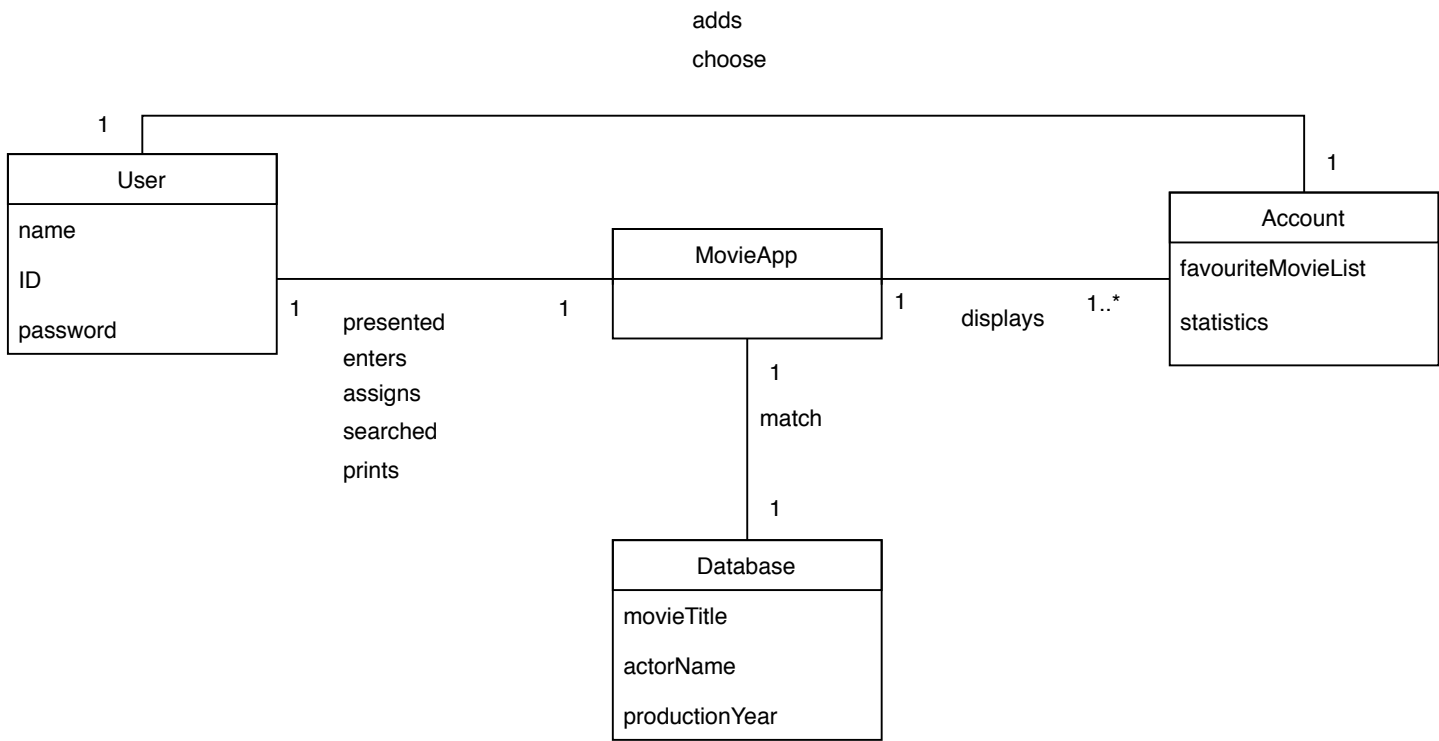 adds
choose
1
1
User
name
ID
password
MovieApp
Account
favouriteMovieList
statistics
1
presented
enters
assigns
searched
prints
1
1
displays
1..*
1
match
1
Database
movieTitle
actorName
productionYear